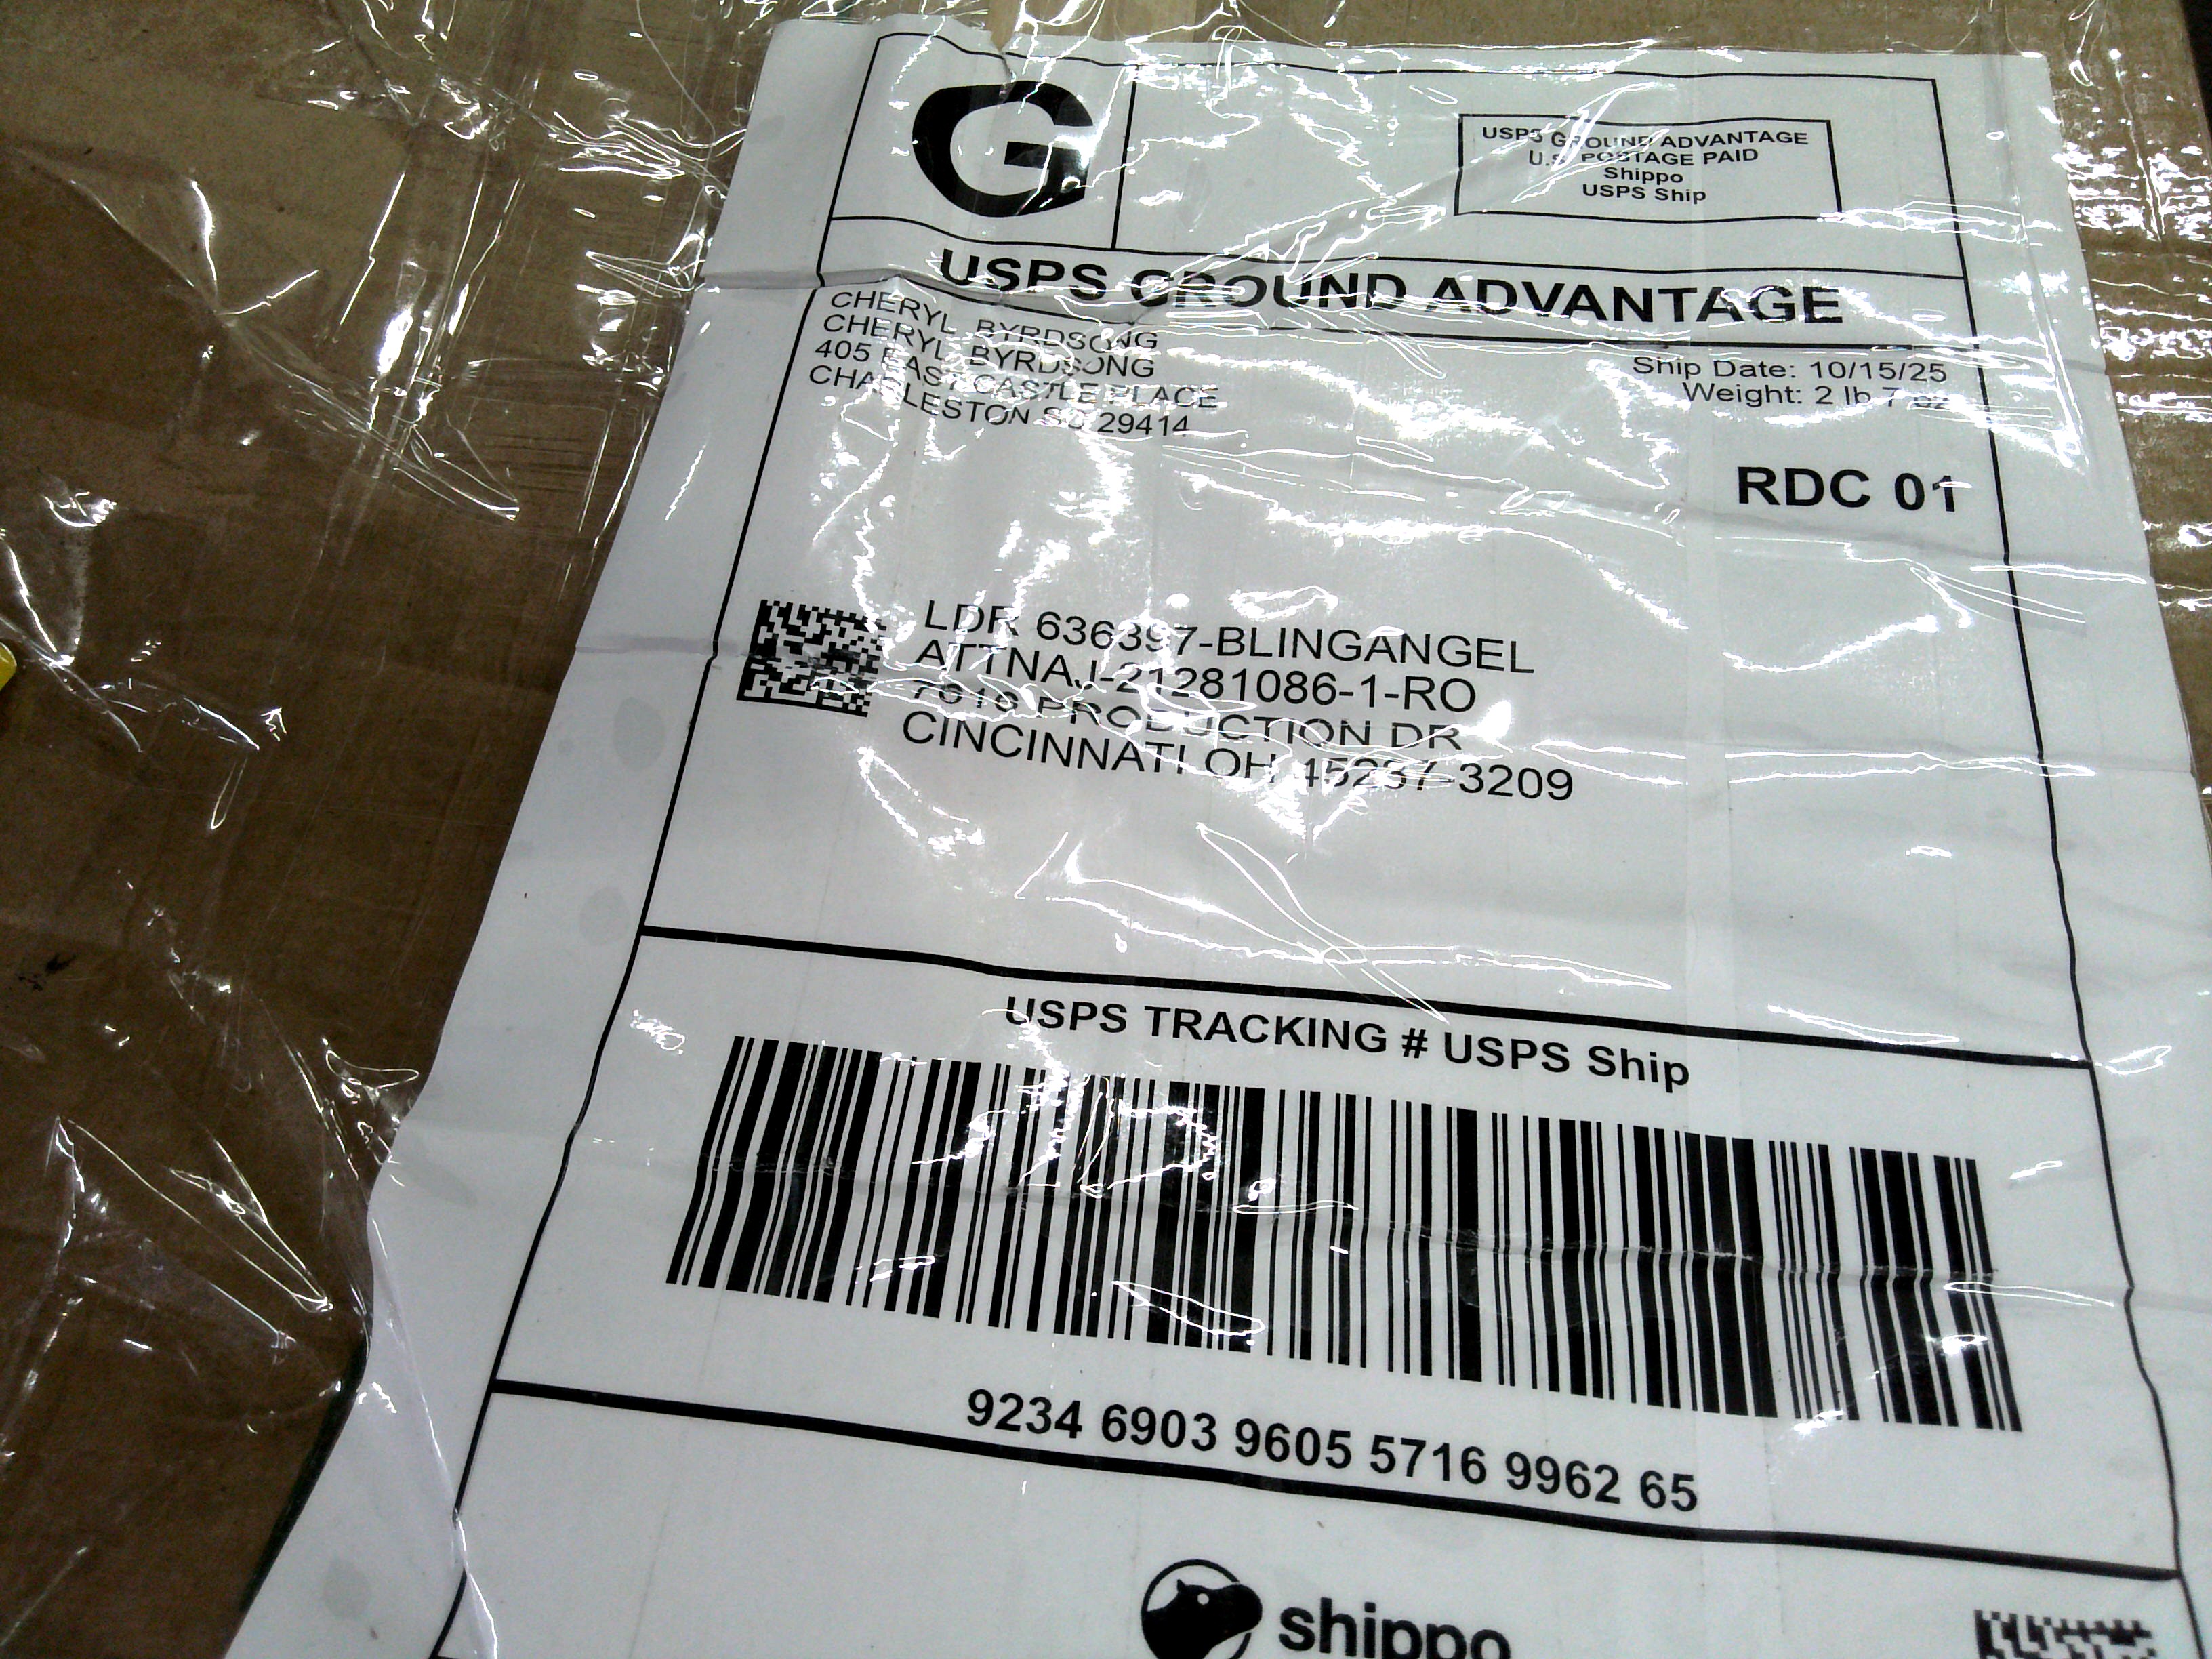 G
USPS GROUND ADVANTAGE
U.S. POSTAGE PAID
Shippo
USPS Ship
USPS GROUND ADVANTAGE
CHERYL BYRDSONG
CHERYL BYRDSONG
405 EAST CASTLE PLACE
CHARLESTON SC 29414
Ship Date: 10/15/25
Weight: 2 lb 7 oz
RDC 01
LDR 636397-BLINGANGEL
ATTNAJ-21281086-1-RO
PRODUCTION DR
CINCINNATI OH 45237-3209
USPS TRACKING # USPS Ship
9234 6903 9605 5716 9962 65
shippo